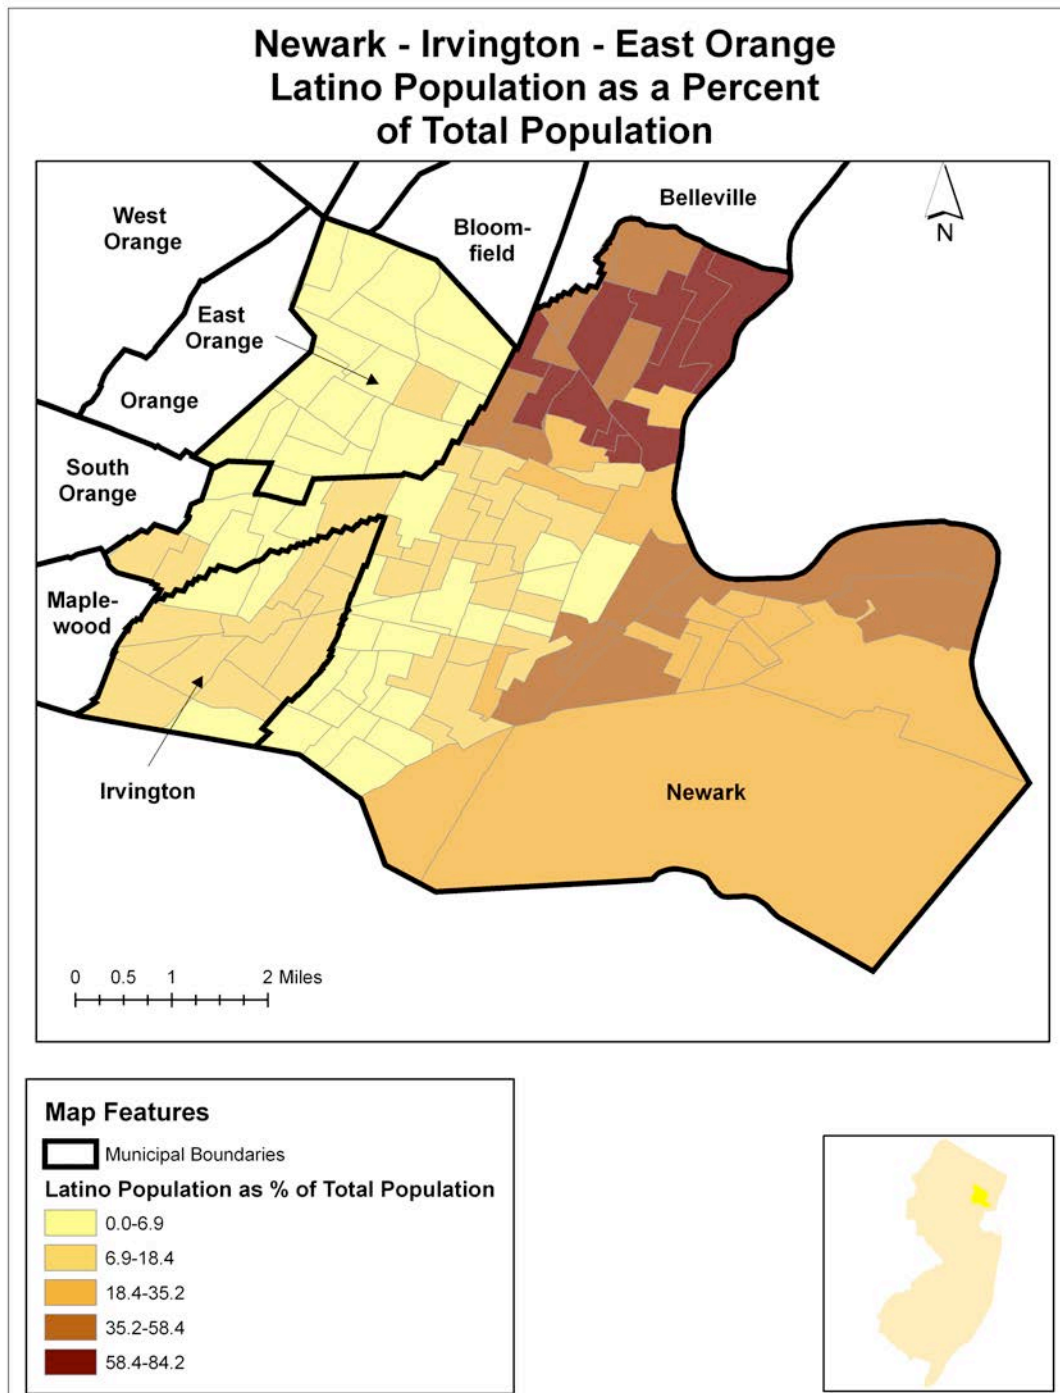 Newark - Irvington - East Orange
Latino Population as a Percent
of Total Population
West
Orange
Bloom-
field
Belleville
N
East
Orange
Orange
South
Orange
Maple-
wood
Irvington
Newark
0 0.5 1 2 Miles
Map Features
Municipal Boundaries
Latino Population as % of Total Population
0.0-6.9
6.9-18.4
18.4-35.2
35.2-58.4
58.4-84.2